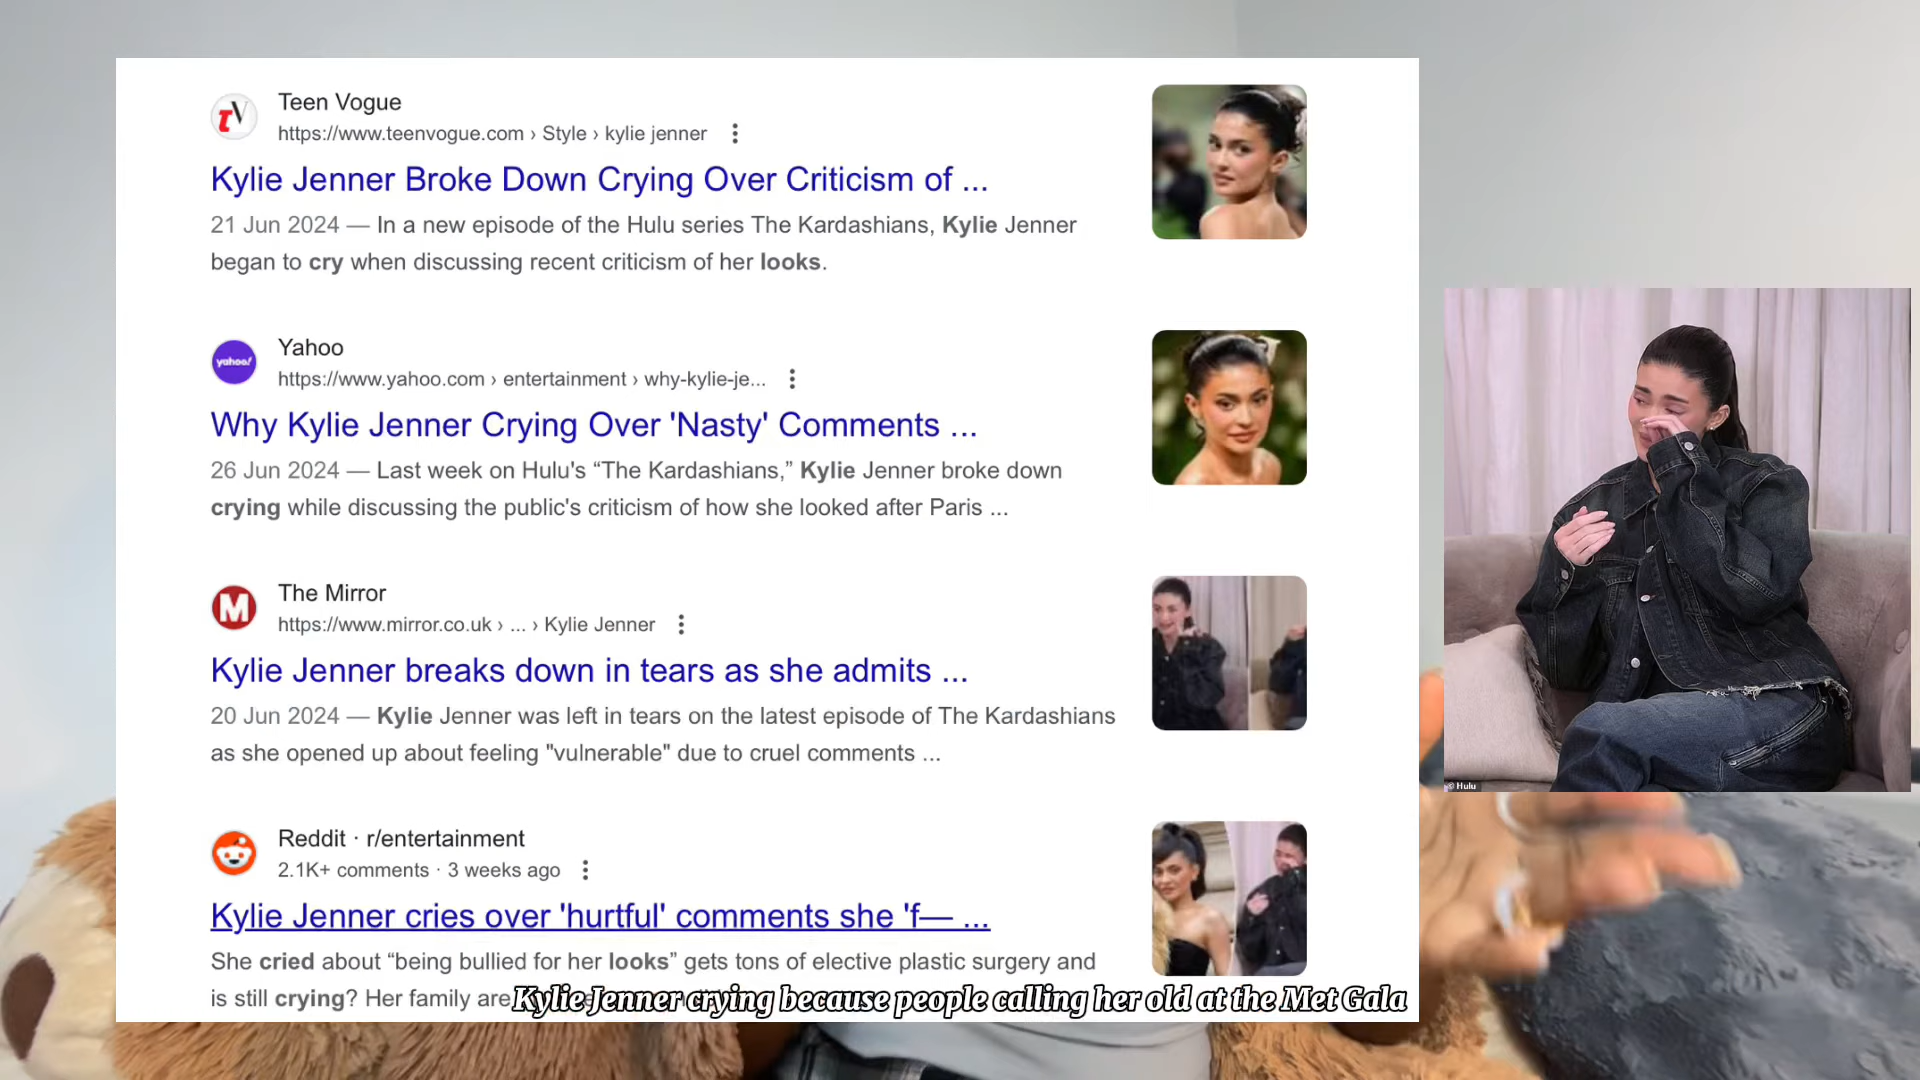 Teen Vogue
https://www.teenvogue.com › Style › kylie jenner
Kylie Jenner Broke Down Crying Over Criticism of ...
21 Jun 2024 — In a new episode of the Hulu series The Kardashians, Kylie Jenner
began to cry when discussing recent criticism of her looks.
yahoo!
Yahoo
https://www.yahoo.com › entertainment › why-kylie-je...
Why Kylie Jenner Crying Over 'Nasty' Comments ...
26 Jun 2024 — Last week on Hulu's “The Kardashians,” Kylie Jenner broke down
crying while discussing the public's criticism of how she looked after Paris ...
The Mirror
https://www.mirror.co.uk › ... › Kylie Jenner
Kylie Jenner breaks down in tears as she admits ...
20 Jun 2024 — Kylie Jenner was left in tears on the latest episode of The Kardashians
as she opened up about feeling "vulnerable" due to cruel comments ...
Reddit · r/entertainment
2.1K+ comments · 3 weeks ago
Kylie Jenner cries over 'hurtful' comments she 'f— ...
She cried about “being bullied for her looks” gets tons of elective plastic surgery and
is still crying? Her family are
Kylie Jenner crying because people calling her old at the Met Gala
© Hulu